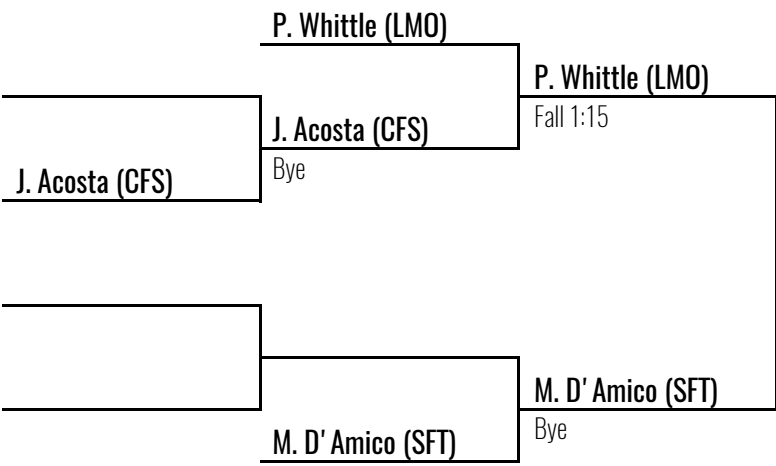 P. Whittle (LMO)
P. Whittle (LMO)
Fall 1:15
J. Acosta (CFS)
Bye
J. Acosta (CFS)
M. D'Amico (SFT)
Bye
M. D'Amico (SFT)